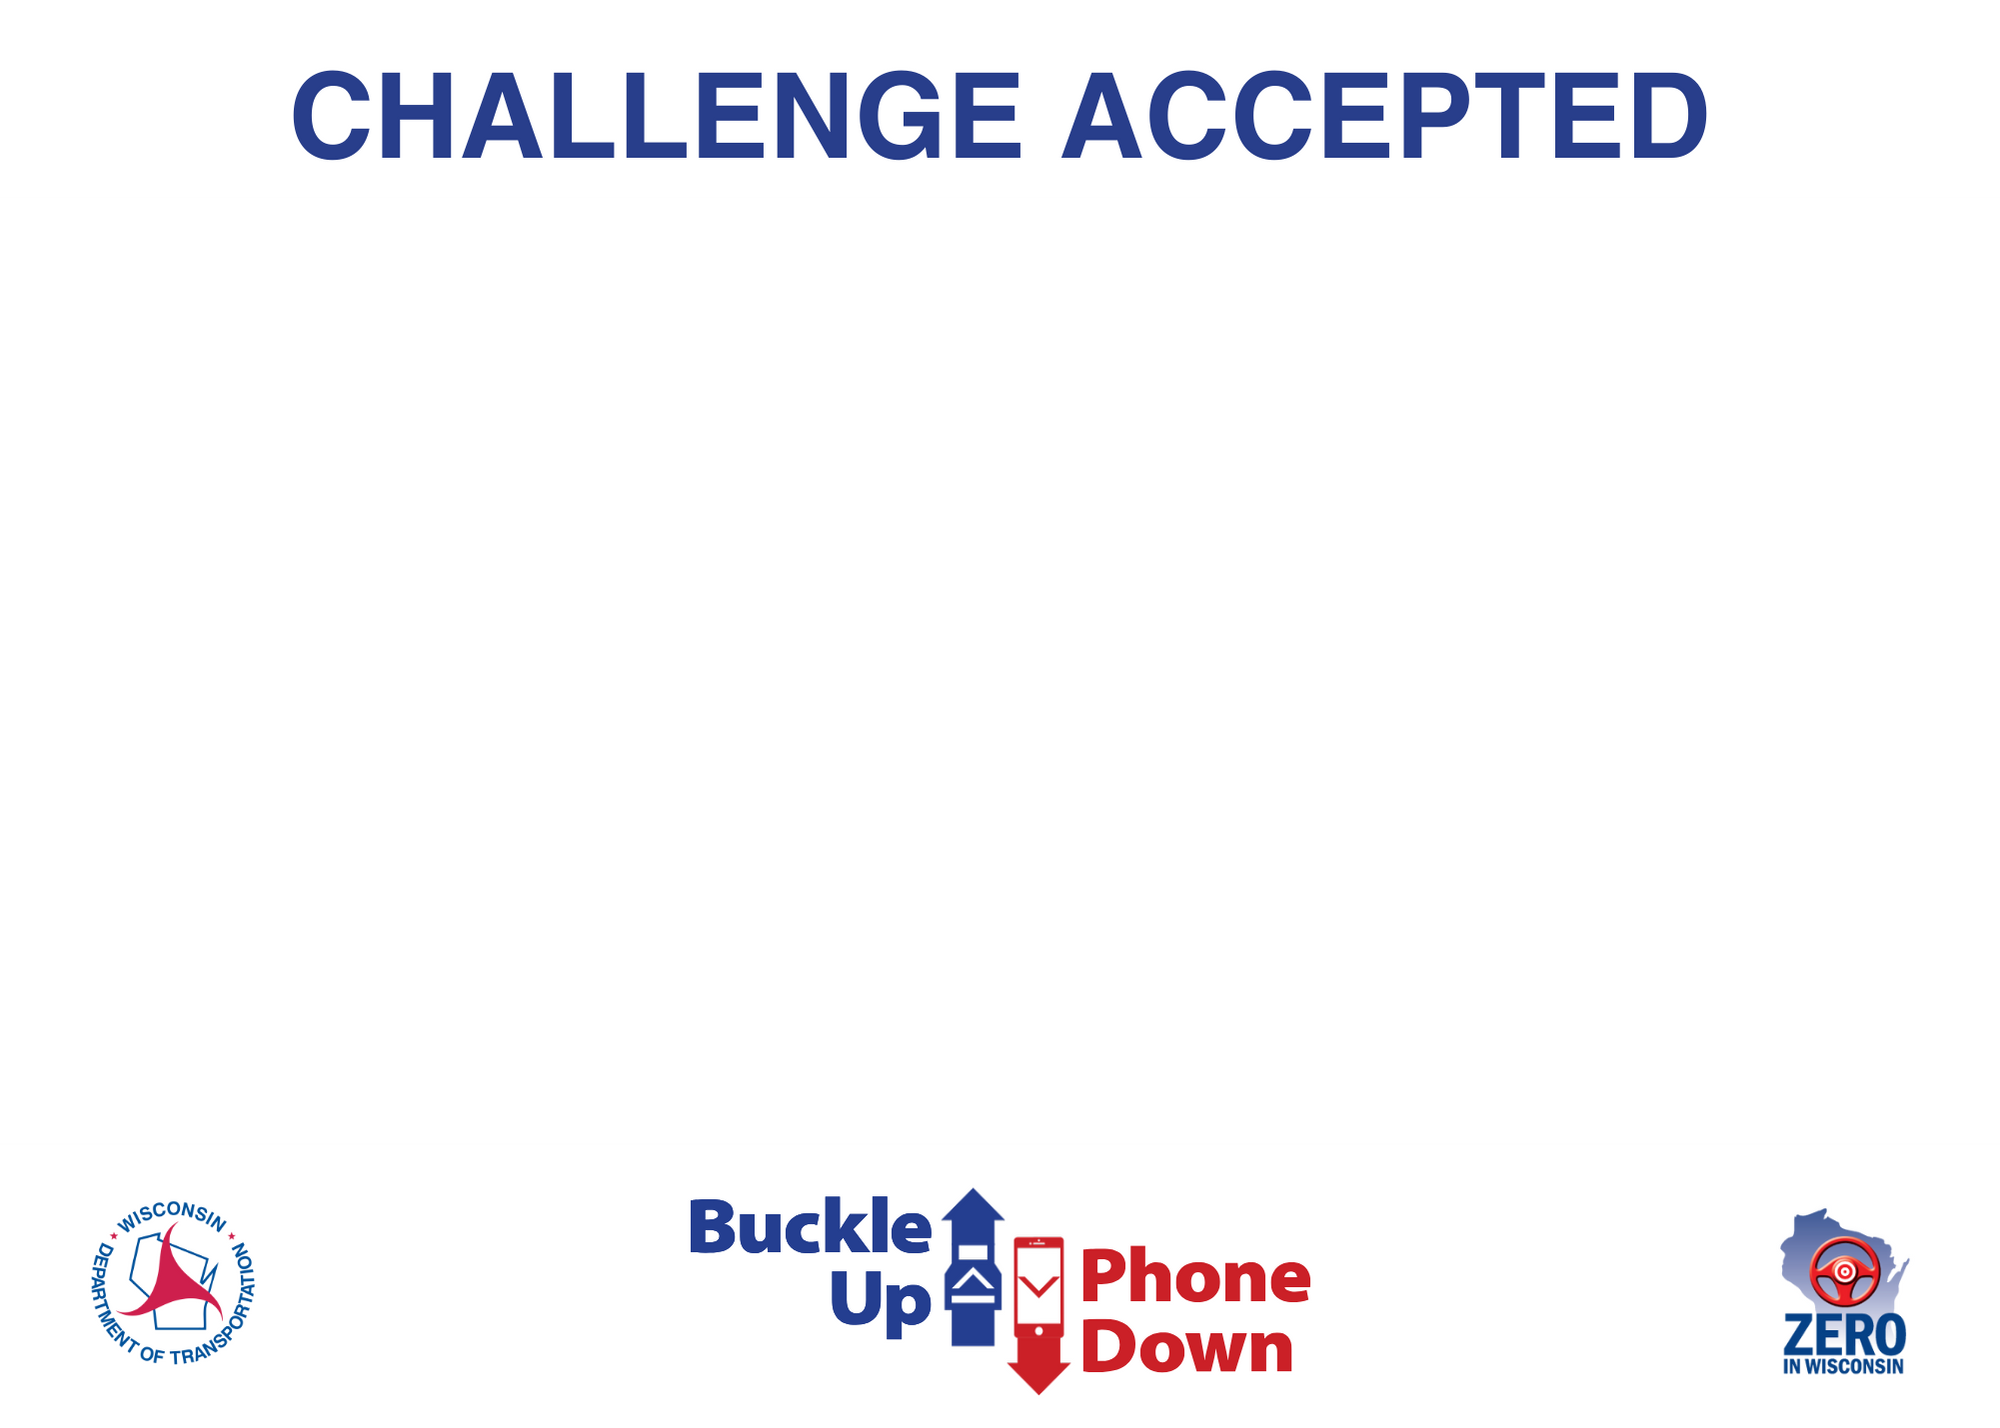 CHALLENGE ACCEPTED
WISCONSIN
DEPARTMENT OF TRANSPORTATION
Buckle
Up
Phone
Down
ZERO
IN WISCONSIN